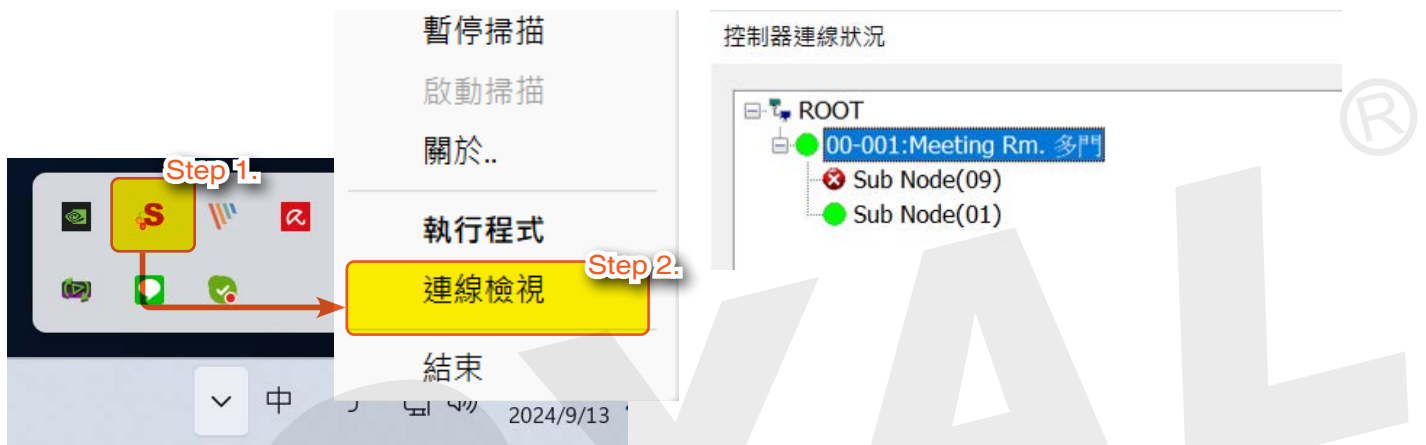 Step 1.
S
中
2024/9/13
暫停掃描
啟動掃描
關於..
執行程式
Step 2.
連線檢視
結束
控制器連線狀況
ROOT
00-001:Meeting Rm. 多門
Sub Node(09)
Sub Node(01)
®